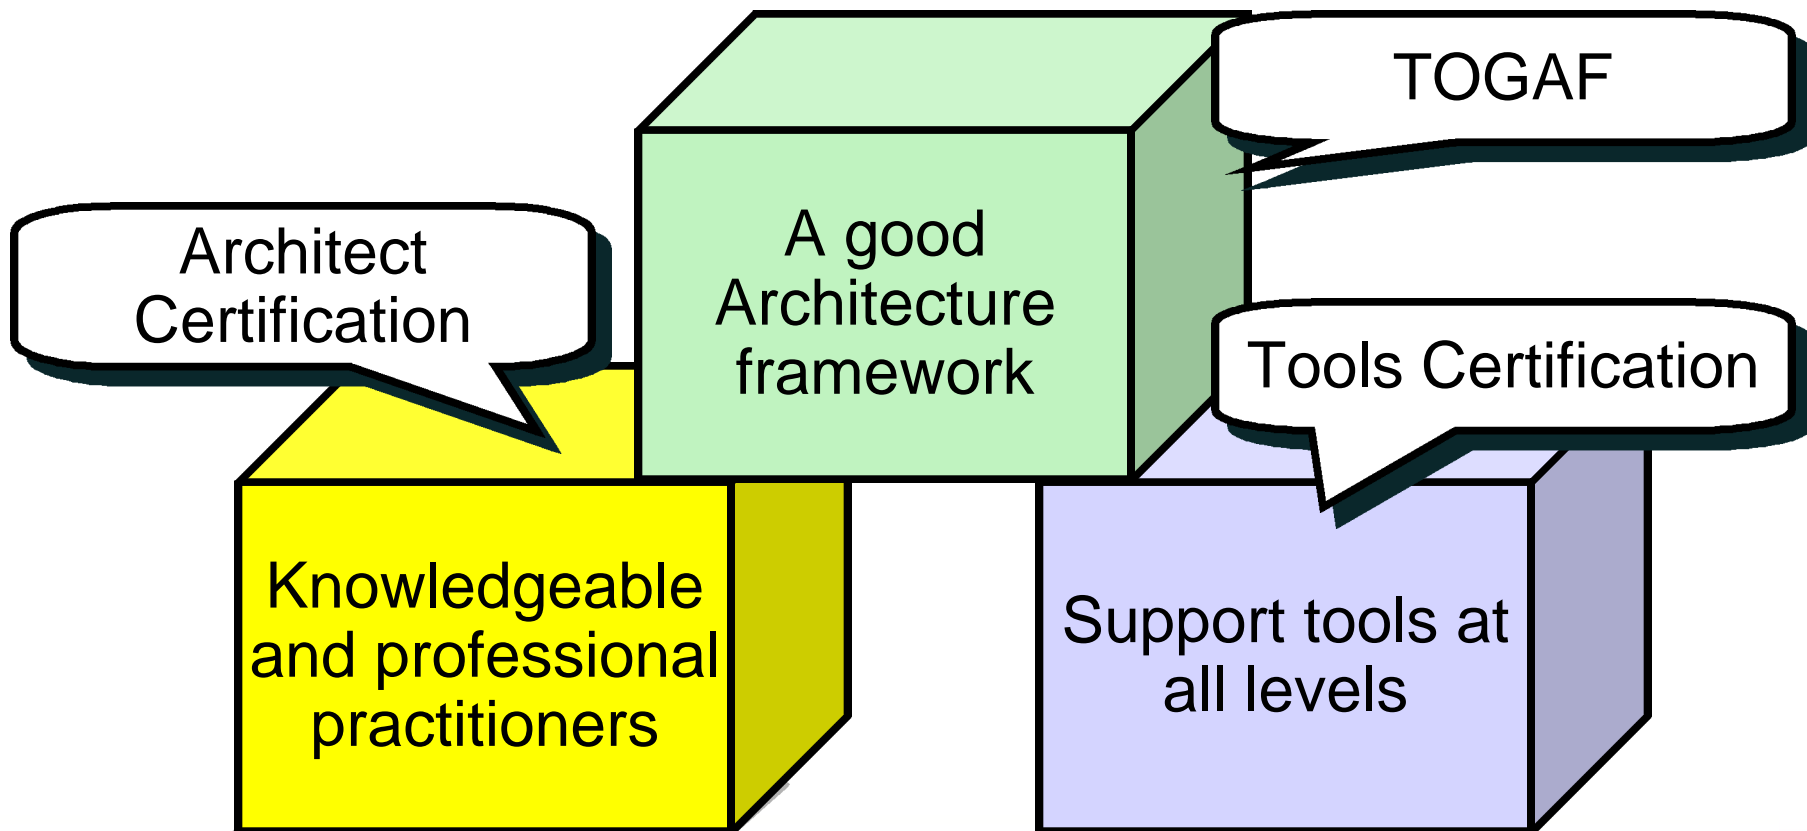 TOGAF
A good
Architecture
framework
Architect
Certification
Tools Certification
Knowledgeable
and professional
practitioners
Support tools at
all levels